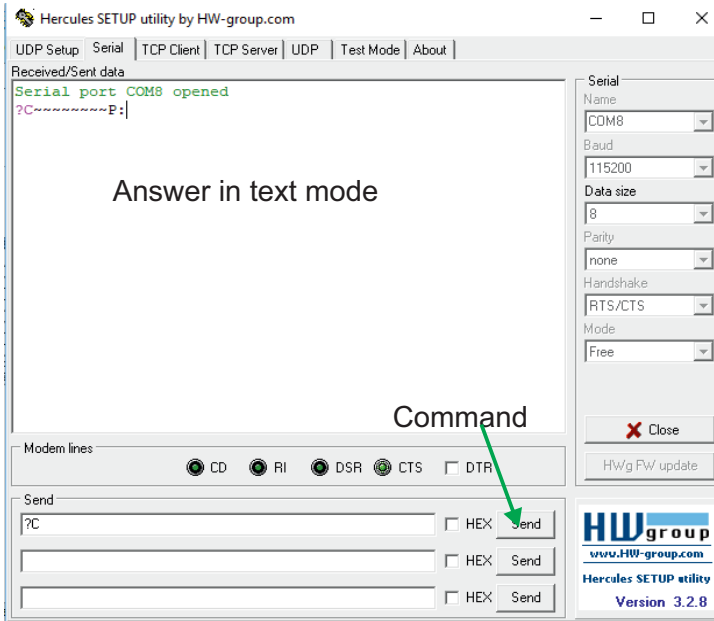 Hercules SETUP utility by HW-group.com
UDP Setup Serial TCP Client TCP Server UDP Test Mode About
Received/Sent data
Serial port COM8 opened
?C~~~~~~~~P:
Answer in text mode
Command
Serial
Name
COM8
Baud
115200
Data size
8
Parity
none
Handshake
RTS/CTS
Mode
Free
Close
HWg FW update
Modem lines
CD RI DSR CTS DTR
Send
?C HEX Send
HEX Send
HEX Send
HWgroup
www.HW-group.com
Hercules SETUP utility
Version 3.2.8